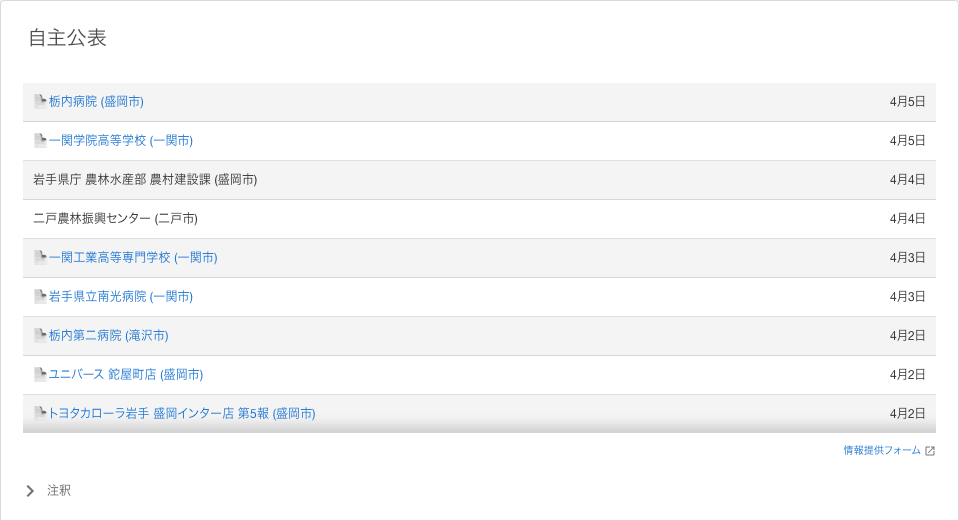 自主公表
栃内病院 (盛岡市) 4月5日
一関学院高等学校 (一関市) 4月5日
岩手県庁 農林水産部 農村建設課 (盛岡市) 4月4日
二戸農林振興センター (二戸市) 4月4日
一関工業高等専門学校 (一関市) 4月3日
岩手県立南光病院 (一関市) 4月3日
栃内第二病院 (滝沢市) 4月2日
ユニバース 鉈屋町店 (盛岡市) 4月2日
トヨタカローラ岩手 盛岡インター店 第5報 (盛岡市) 4月2日
情報提供フォーム
注釈